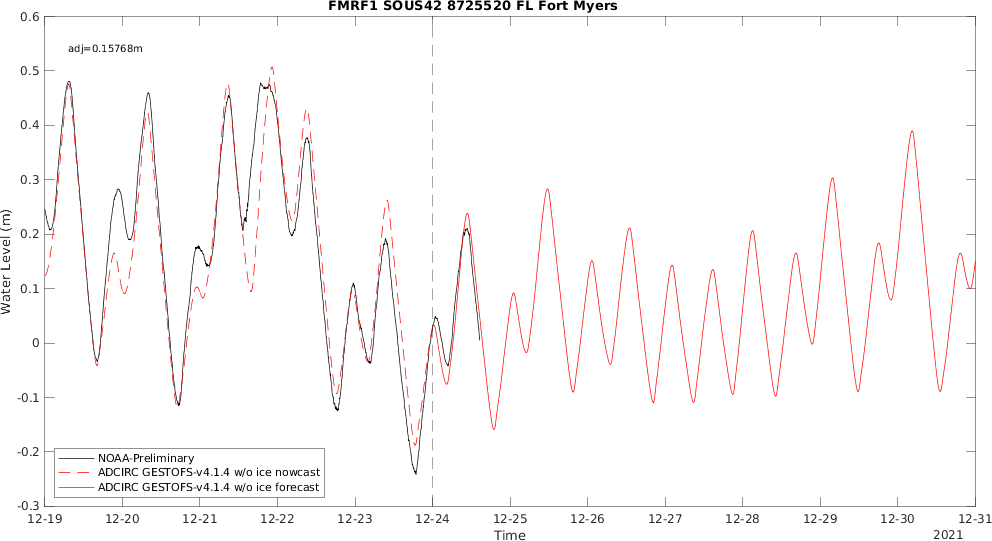 FMRF1 SOUS42 8725520 FL Fort Myers
adj=0.15768m
Water Level (m)
0.6
0.5
0.4
0.3
0.2
0.1
0
-0.1
-0.2
-0.3
NOAA-Preliminary
ADCIRC GESTOFS-v4.1.4 w/o ice nowcast
ADCIRC GESTOFS-v4.1.4 w/o ice forecast
12-19 12-20 12-21 12-22 12-23 12-24 12-25 12-26 12-27 12-28 12-29 12-30 12-31
Time
2021